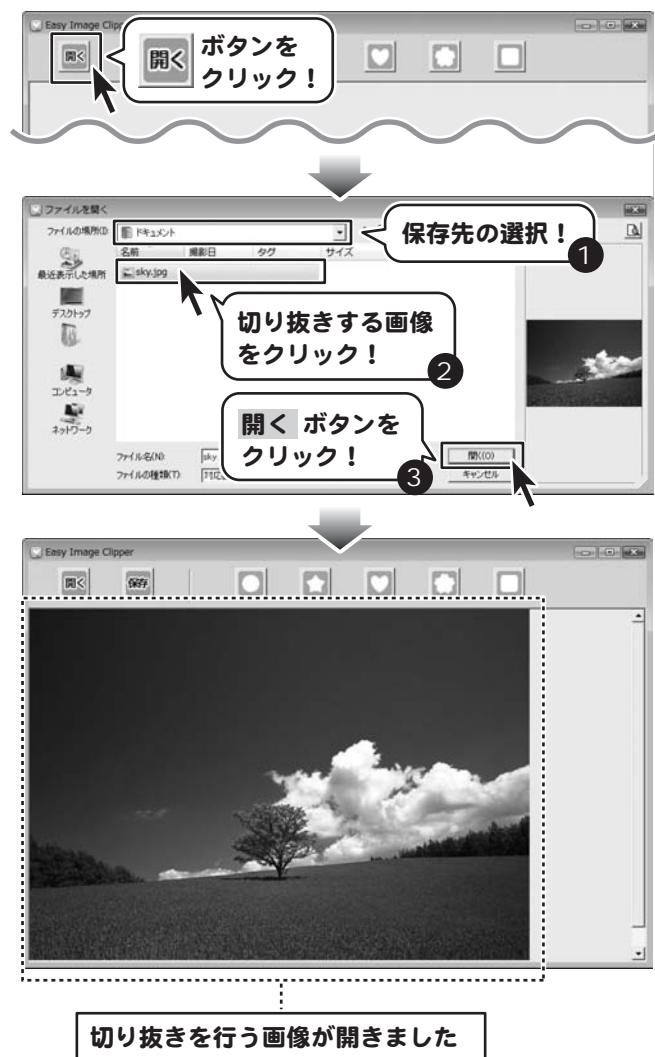 Easy Image Clip
開く
開く ボタンを
クリック！
ファイルを開く
ファイルの場所(I):
ドキュメント
保存先の選択！
1
名前 撮影日 タグ サイズ
最近表示した場所
sky.jpg
デスクトップ
切り抜きする画像
をクリック！
2
コンピュータ
ネットワーク
開く ボタンを
クリック！
3
ファイル名(N):
sky
開く(O)
ファイルの種類(T):
キャンセル
Easy Image Clipper
開く 保存
切り抜きを行う画像が開きました